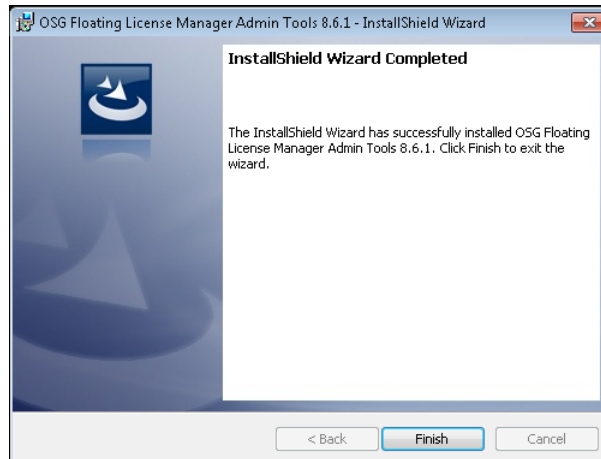 OSG Floating License Manager Admin Tools 8.6.1 - InstallShield Wizard
InstallShield Wizard Completed
The InstallShield Wizard has successfully installed OSG Floating
License Manager Admin Tools 8.6.1. Click Finish to exit the
wizard.
< Back
Finish
Cancel